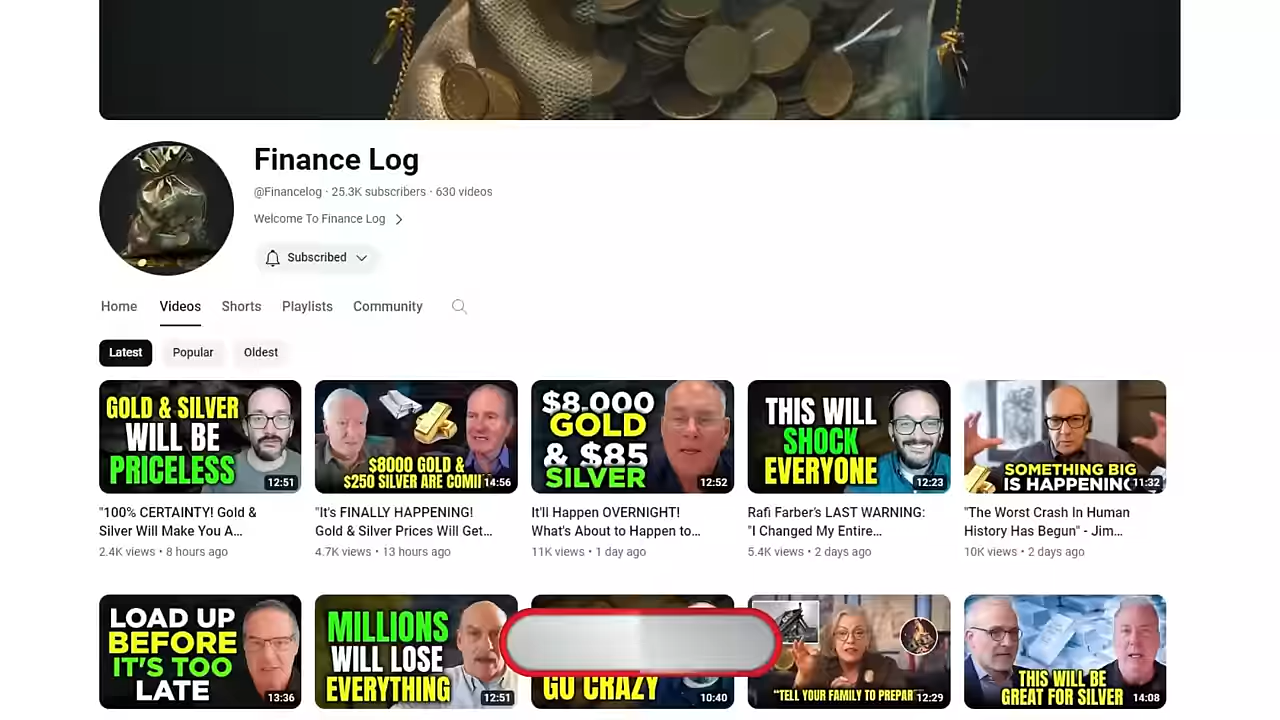 Finance Log
@Financelog · 25.3K subscribers · 630 videos
Welcome To Finance Log
Subscribed
Home Videos Shorts Playlists Community
Latest Popular Oldest
GOLD & SILVER
WILL BE
PRICELESS
12:51
$8000 GOLD &
$250 SILVER ARE COMI
14:56
$8,000
GOLD
& $85
SILVER
12:52
THIS WILL
SHOCK
EVERYONE
12:23
SOMETHING BIG
IS HAPPENING
11:32
"100% CERTAINTY! Gold &
Silver Will Make You A...
2.4K views • 8 hours ago
"It's FINALLY HAPPENING!
Gold & Silver Prices Will Get...
4.7K views • 13 hours ago
It'll Happen OVERNIGHT!
What's About to Happen to...
11K views • 1 day ago
Rafi Farber's LAST WARNING:
"I Changed My Entire...
5.4K views • 2 days ago
"The Worst Crash In Human
History Has Begun" - Jim...
10K views • 2 days ago
LOAD UP
BEFORE
IT'S TOO
LATE
13:36
MILLIONS
WILL LOSE
EVERYTHING
12:51
GO CRAZY
10:40
"TELL YOUR FAMILY TO PREPAR
12:29
THIS WILL BE
GREAT FOR SILVER
14:08